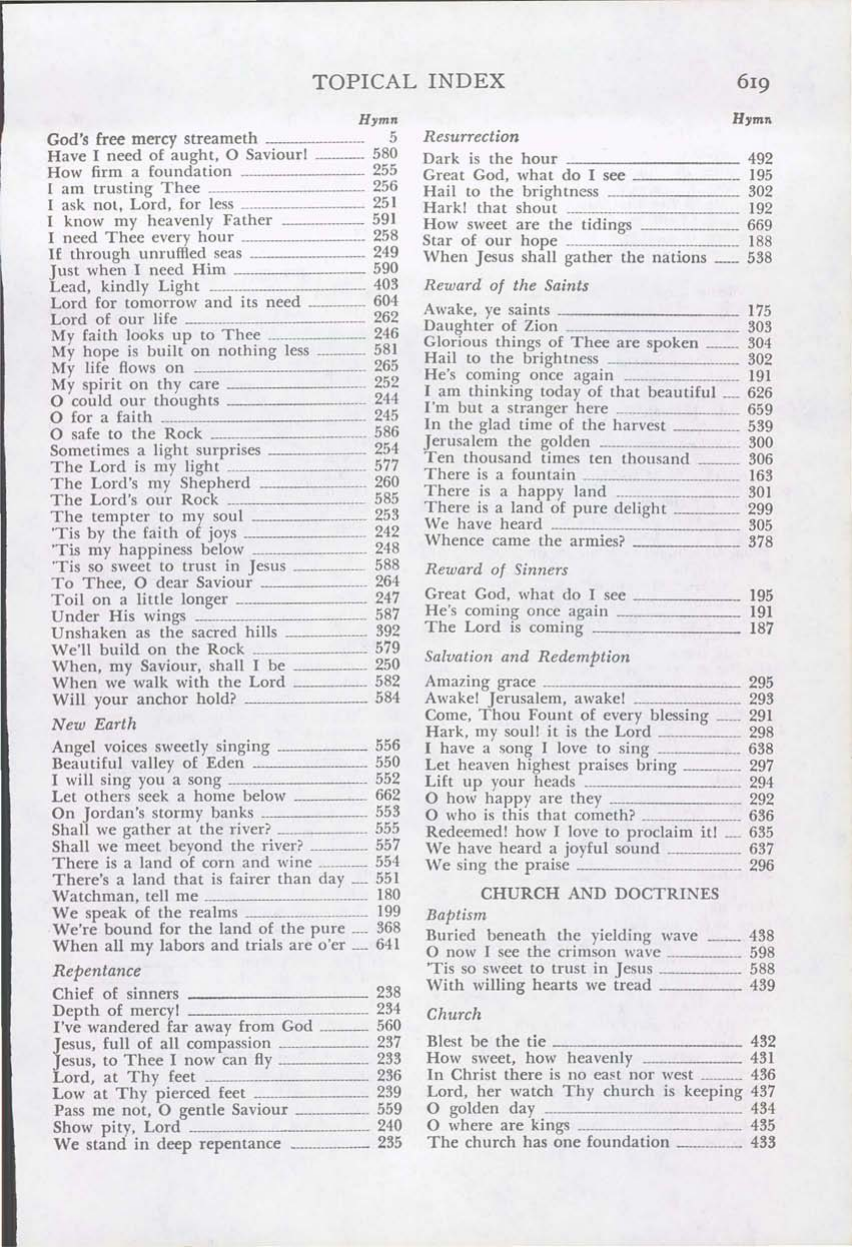 TOPICAL INDEX 619
Hymn
God's free mercy streameth 5
Have I need of aught, O Saviour! 580
How firm a foundation 255
I am trusting Thee 256
I ask not, Lord, for less 251
I know my heavenly Father 591
I need Thee every hour 258
If through unruffled seas 249
Just when I need Him 590
Lead, kindly Light 403
Lord for tomorrow and its need 604
Lord of our life 262
My faith looks up to Thee 246
My hope is built on nothing less 581
My life flows on 265
My spirit on thy care 252
O could our thoughts 244
O for a faith 245
O safe to the Rock 586
Sometimes a light surprises 254
The Lord is my light 577
The Lord's my Shepherd 260
The Lord's our Rock 585
The tempter to my soul 253
'Tis by the faith of joys 242
'Tis my happiness below 248
'Tis so sweet to trust in Jesus 588
To Thee, O dear Saviour 264
Toil on a little longer 247
Under His wings 587
Unshaken as the sacred hills 392
We'll build on the Rock 579
When, my Saviour, shall I be 250
When we walk with the Lord 582
Will your anchor hold? 584
New Earth
Angel voices sweetly singing 556
Beautiful valley of Eden 550
I will sing you a song 552
Let others seek a home below 662
On Jordan's stormy banks 553
Shall we gather at the river? 555
Shall we meet beyond the river? 557
There is a land of corn and wine 554
There's a land that is fairer than day 551
Watchman, tell me 180
We speak of the realms 199
We're bound for the land of the pure 368
When all my labors and trials are o'er 641
Repentance
Chief of sinners 238
Depth of mercy! 234
I've wandered far away from God 560
Jesus, full of all compassion 237
Jesus, to Thee I now can fly 233
Lord, at Thy feet 236
Low at Thy pierced feet 239
Pass me not, O gentle Saviour 559
Show pity, Lord 240
We stand in deep repentance 235
Hymn
Resurrection
Dark is the hour 492
Great God, what do I see 195
Hail to the brightness 302
Hark! that shout 192
How sweet are the tidings 669
Star of our hope 188
When Jesus shall gather the nations 538
Reward of the Saints
Awake, ye saints 175
Daughter of Zion 303
Glorious things of Thee are spoken 304
Hail to the brightness 302
He's coming once again 191
I am thinking today of that beautiful 626
I'm but a stranger here 659
In the glad time of the harvest 539
Jerusalem the golden 300
Ten thousand times ten thousand 306
There is a fountain 163
There is a happy land 301
There is a land of pure delight 299
We have heard 305
Whence came the armies? 378
Reward of Sinners
Great God, what do I see 195
He's coming once again 191
The Lord is coming 187
Salvation and Redemption
Amazing grace 295
Awake! Jerusalem, awake! 293
Come, Thou Fount of every blessing 291
Hark, my soul! it is the Lord 298
I have a song I love to sing 638
Let heaven highest praises bring 297
Lift up your heads 294
O how happy are they 292
O who is this that cometh? 636
Redeemed! how I love to proclaim it! 635
We have heard a joyful sound 637
We sing the praise 296
CHURCH AND DOCTRINES
Baptism
Buried beneath the yielding wave 438
O now I see the crimson wave 598
'Tis so sweet to trust in Jesus 588
With willing hearts we tread 439
Church
Blest be the tie 432
How sweet, how heavenly 431
In Christ there is no east nor west 436
Lord, her watch Thy church is keeping 437
O golden day 434
O where are kings 435
The church has one foundation 433